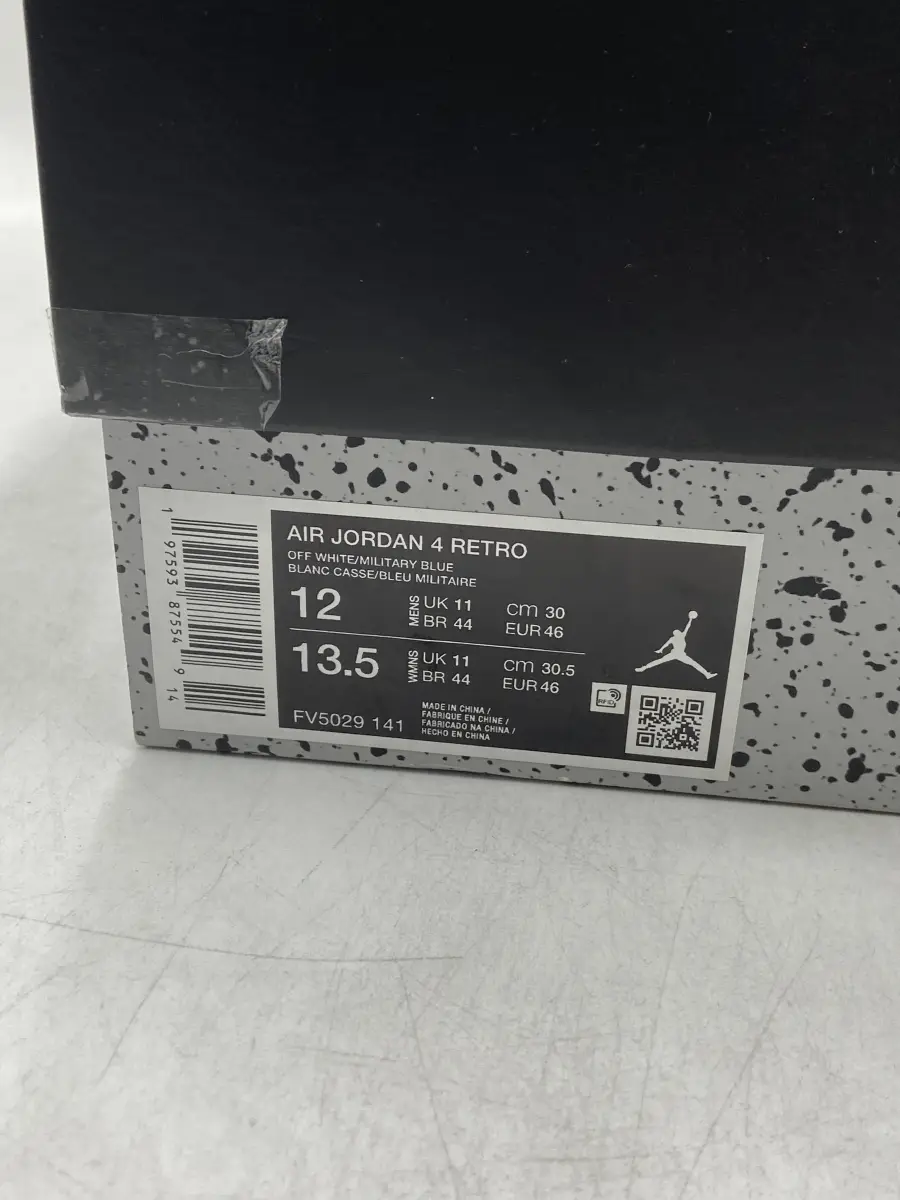 AIR JORDAN 4 RETRO
OFF WHITE/MILITARY BLUE
BLANC CASSE/BLEU MILITAIRE
12 MENS UK 11 cm 30
BR 44 EUR 46
13.5 WMNS UK 11 cm 30.5
BR 44 EUR 46
FV5029 141
MADE IN CHINA /
FABRIQUE EN CHINE /
FABRICADO NA CHINA /
HECHO EN CHINA
RFID
1 97593 87554 9 14